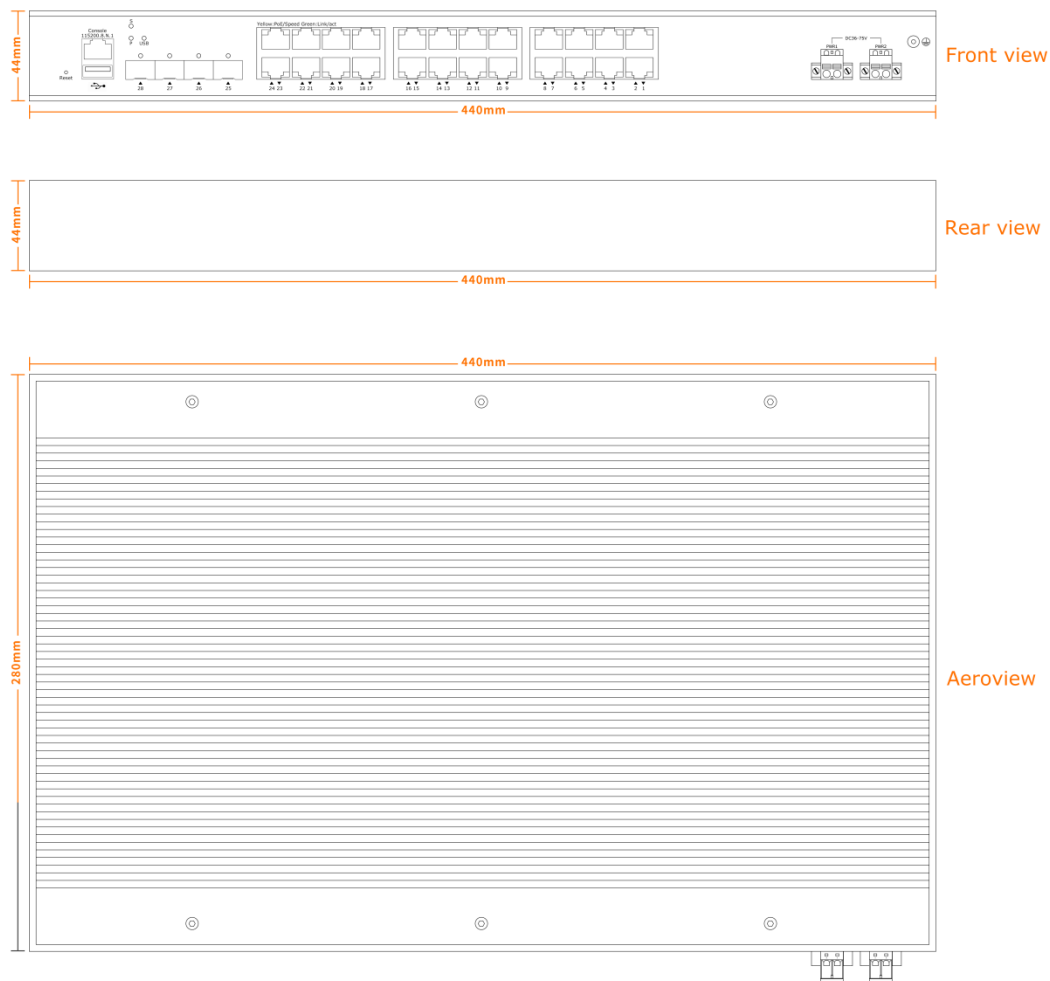 Yellow:PoE/Speed Green:Link/act
Console
115200.8.N.1
S
P USB
Reset
28 27 26 25
24 23 22 21 20 19 18 17
16 15 14 13 12 11 10 9
8 7 6 5 4 3 2 1
DC36-75V
PWR1 PWR2
44mm
440mm
Front view
44mm
440mm
Rear view
440mm
280mm
Aeroview